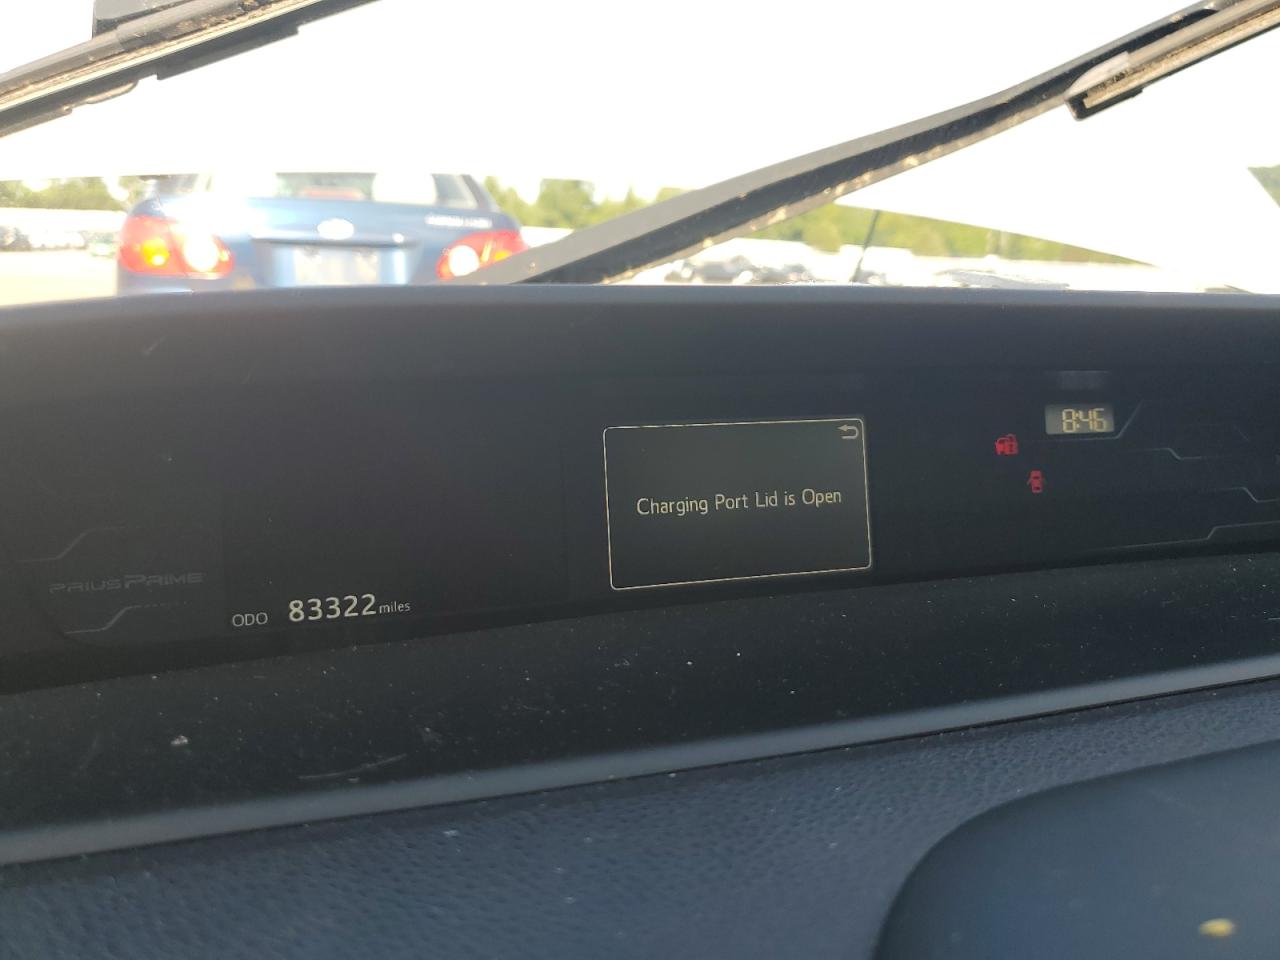 8:46
Charging Port Lid is Open
PRIUS PRIME
ODO 83322 miles